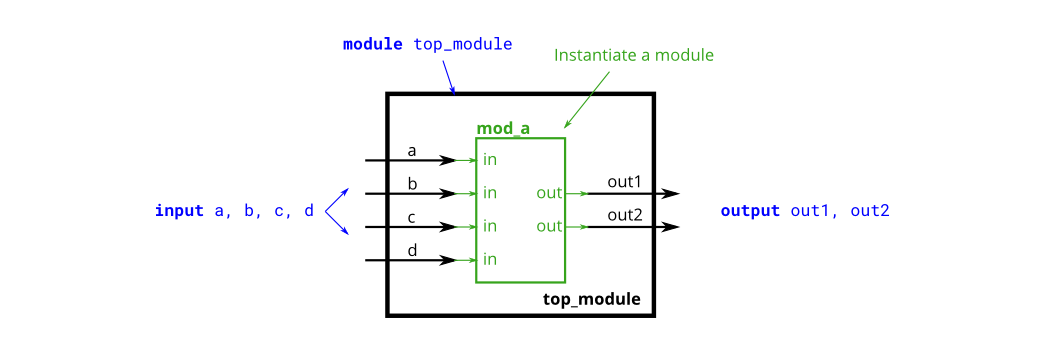 module top_module
Instantiate a module
mod_a
a
in
b
in
out
out1
input a, b, c, d
output out1, out2
c
in
out
out2
d
in
top_module